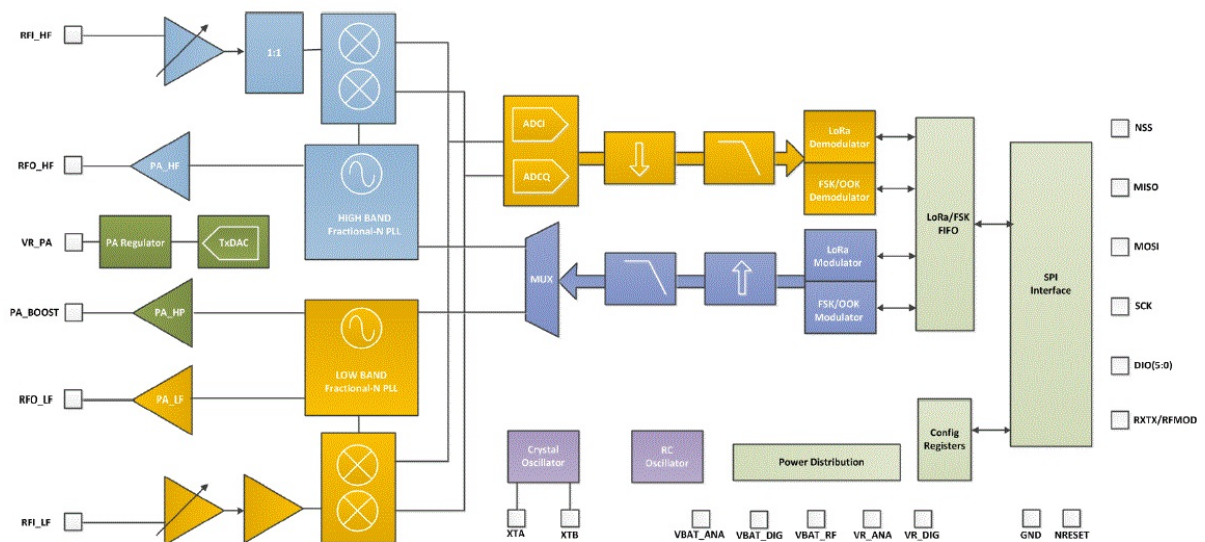 RFI_HF
1:1
RFO_HF
PA_HF
HIGH BAND
Fractional-N PLL
VR_PA
PA Regulator
TxDAC
PA_BOOST
PA_HP
LOW BAND
Fractional-N PLL
RFO_LF
PA_LF
RFI_LF
ADCI
ADCQ
MUX
LoRa
Demodulator
FSK/OOK
Demodulator
LoRa
Modulator
FSK/OOK
Modulator
LoRa/FSK
FIFO
SPI
Interface
Config
Registers
NSS
MISO
MOSI
SCK
DIO(5:0)
RXTX/RFMOD
Crystal
Oscillator
RC
Oscillator
Power Distribution
XTA
XTB
VBAT_ANA
VBAT_DIG
VBAT_RF
VR_ANA
VR_DIG
GND
NRESET